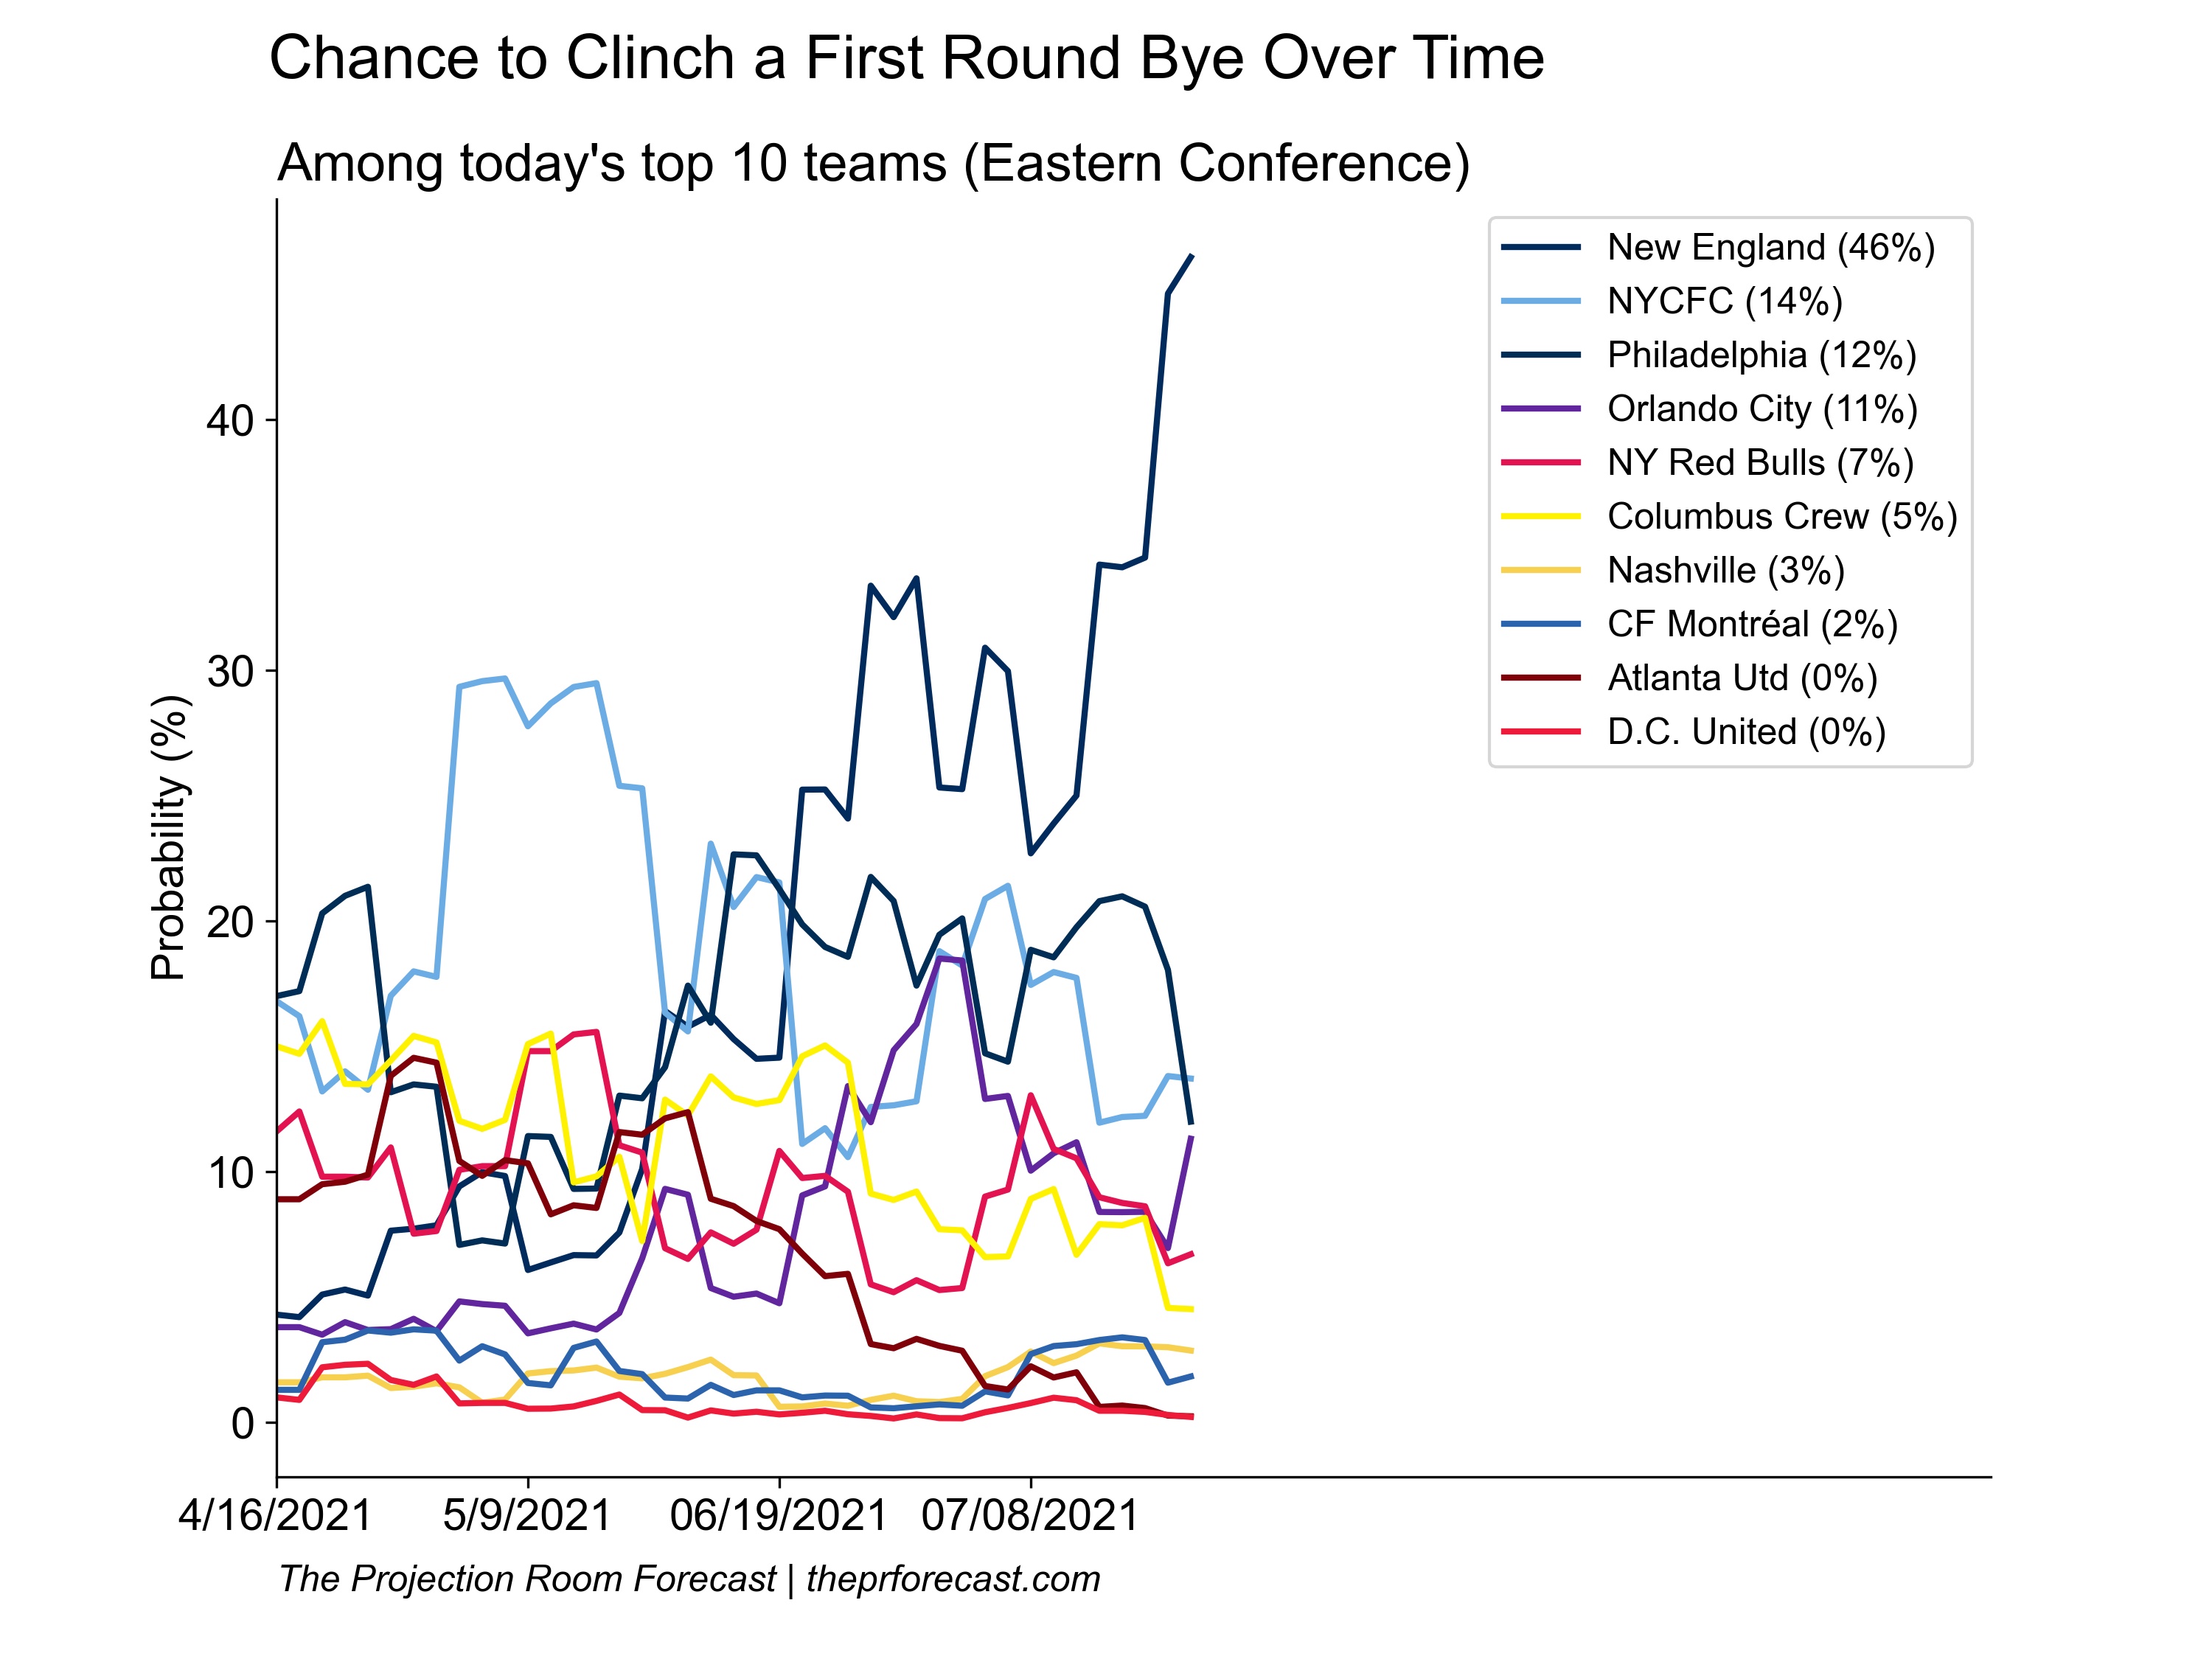 Chance to Clinch a First Round Bye Over Time
Among today's top 10 teams (Eastern Conference)
New England (46%)
NYCFC (14%)
Philadelphia (12%)
Orlando City (11%)
NY Red Bulls (7%)
Columbus Crew (5%)
Nashville (3%)
CF Montréal (2%)
Atlanta Utd (0%)
D.C. United (0%)
Probability (%)
40
30
20
10
0
4/16/2021 5/9/2021 06/19/2021 07/08/2021
The Projection Room Forecast | theprforecast.com